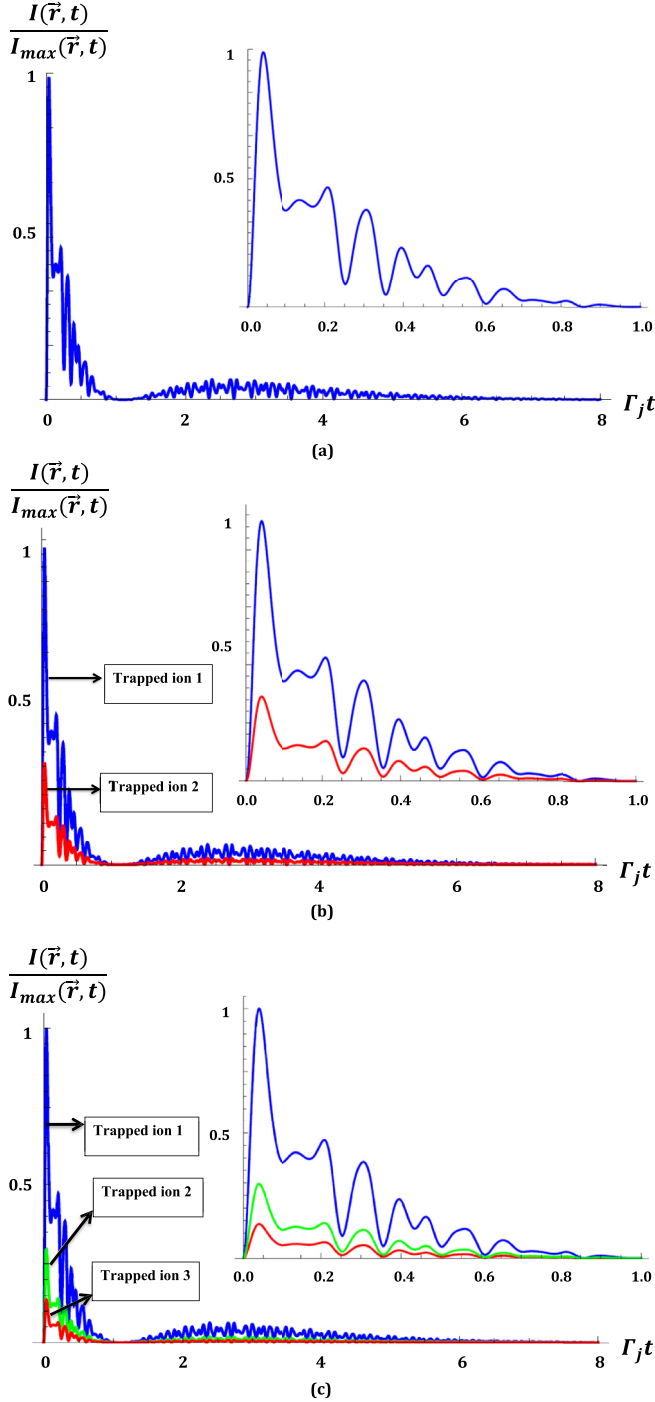 I(r⃗, t)
I_max(r⃗, t)
1
1
0.5
0.5
0.0 0.2 0.4 0.6 0.8 1.0
0 2 4 6 8 Γ_j t
(a)
I(r⃗, t)
I_max(r⃗, t)
1
1
Trapped ion 1
0.5
0.5
Trapped ion 2
0.0 0.2 0.4 0.6 0.8 1.0
0 2 4 6 8 Γ_j t
(b)
I(r⃗, t)
I_max(r⃗, t)
1
1
Trapped ion 1
0.5
Trapped ion 2
0.5
Trapped ion 3
0.0 0.2 0.4 0.6 0.8 1.0
0 2 4 6 8 Γ_j t
(c)